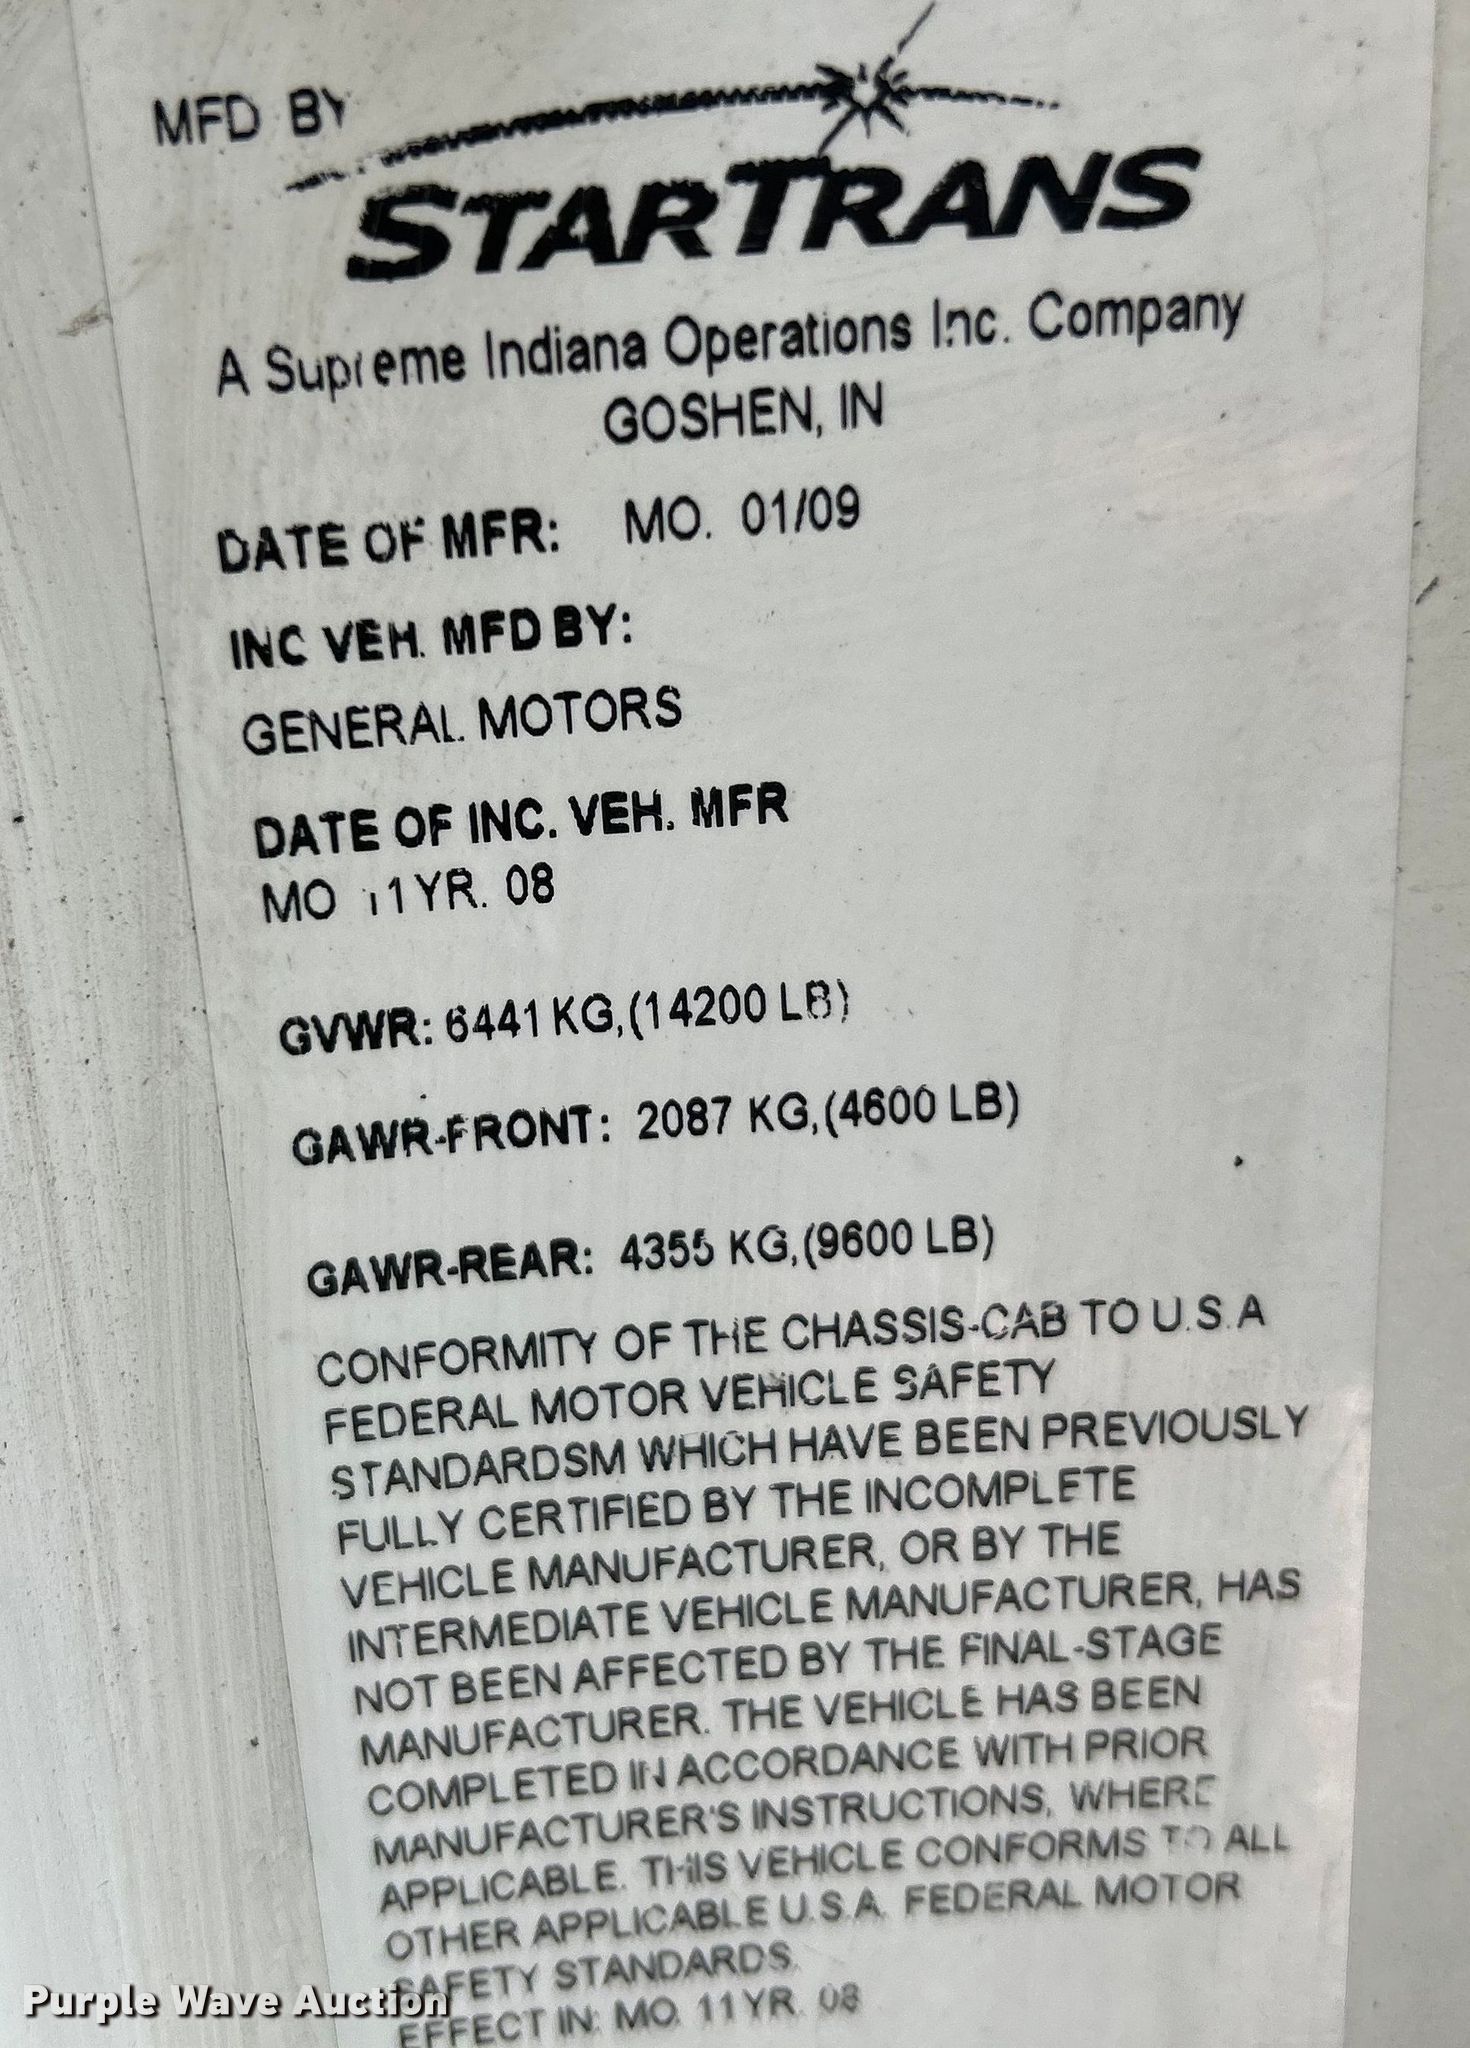 MFD BY
STARTRANS
A Supreme Indiana Operations Inc. Company
GOSHEN, IN
DATE OF MFR: MO. 01/09
INC VEH. MFD BY:
GENERAL MOTORS
DATE OF INC. VEH. MFR
MO 11 YR. 08
GVWR: 6441 KG,(14200 LB)
GAWR-FRONT: 2087 KG,(4600 LB)
GAWR-REAR: 4355 KG,(9600 LB)
CONFORMITY OF THE CHASSIS-CAB TO U.S.A
FEDERAL MOTOR VEHICLE SAFETY
STANDARDSM WHICH HAVE BEEN PREVIOUSLY
FULLY CERTIFIED BY THE INCOMPLETE
VEHICLE MANUFACTURER, OR BY THE
INTERMEDIATE VEHICLE MANUFACTURER, HAS
NOT BEEN AFFECTED BY THE FINAL-STAGE
MANUFACTURER. THE VEHICLE HAS BEEN
COMPLETED IN ACCORDANCE WITH PRIOR
MANUFACTURER'S INSTRUCTIONS, WHERE
APPLICABLE. THIS VEHICLE CONFORMS TO ALL
OTHER APPLICABLE U.S.A. FEDERAL MOTOR
SAFETY STANDARDS.
EFFECT IN: MO. 11 YR. 08
Purple Wave Auction